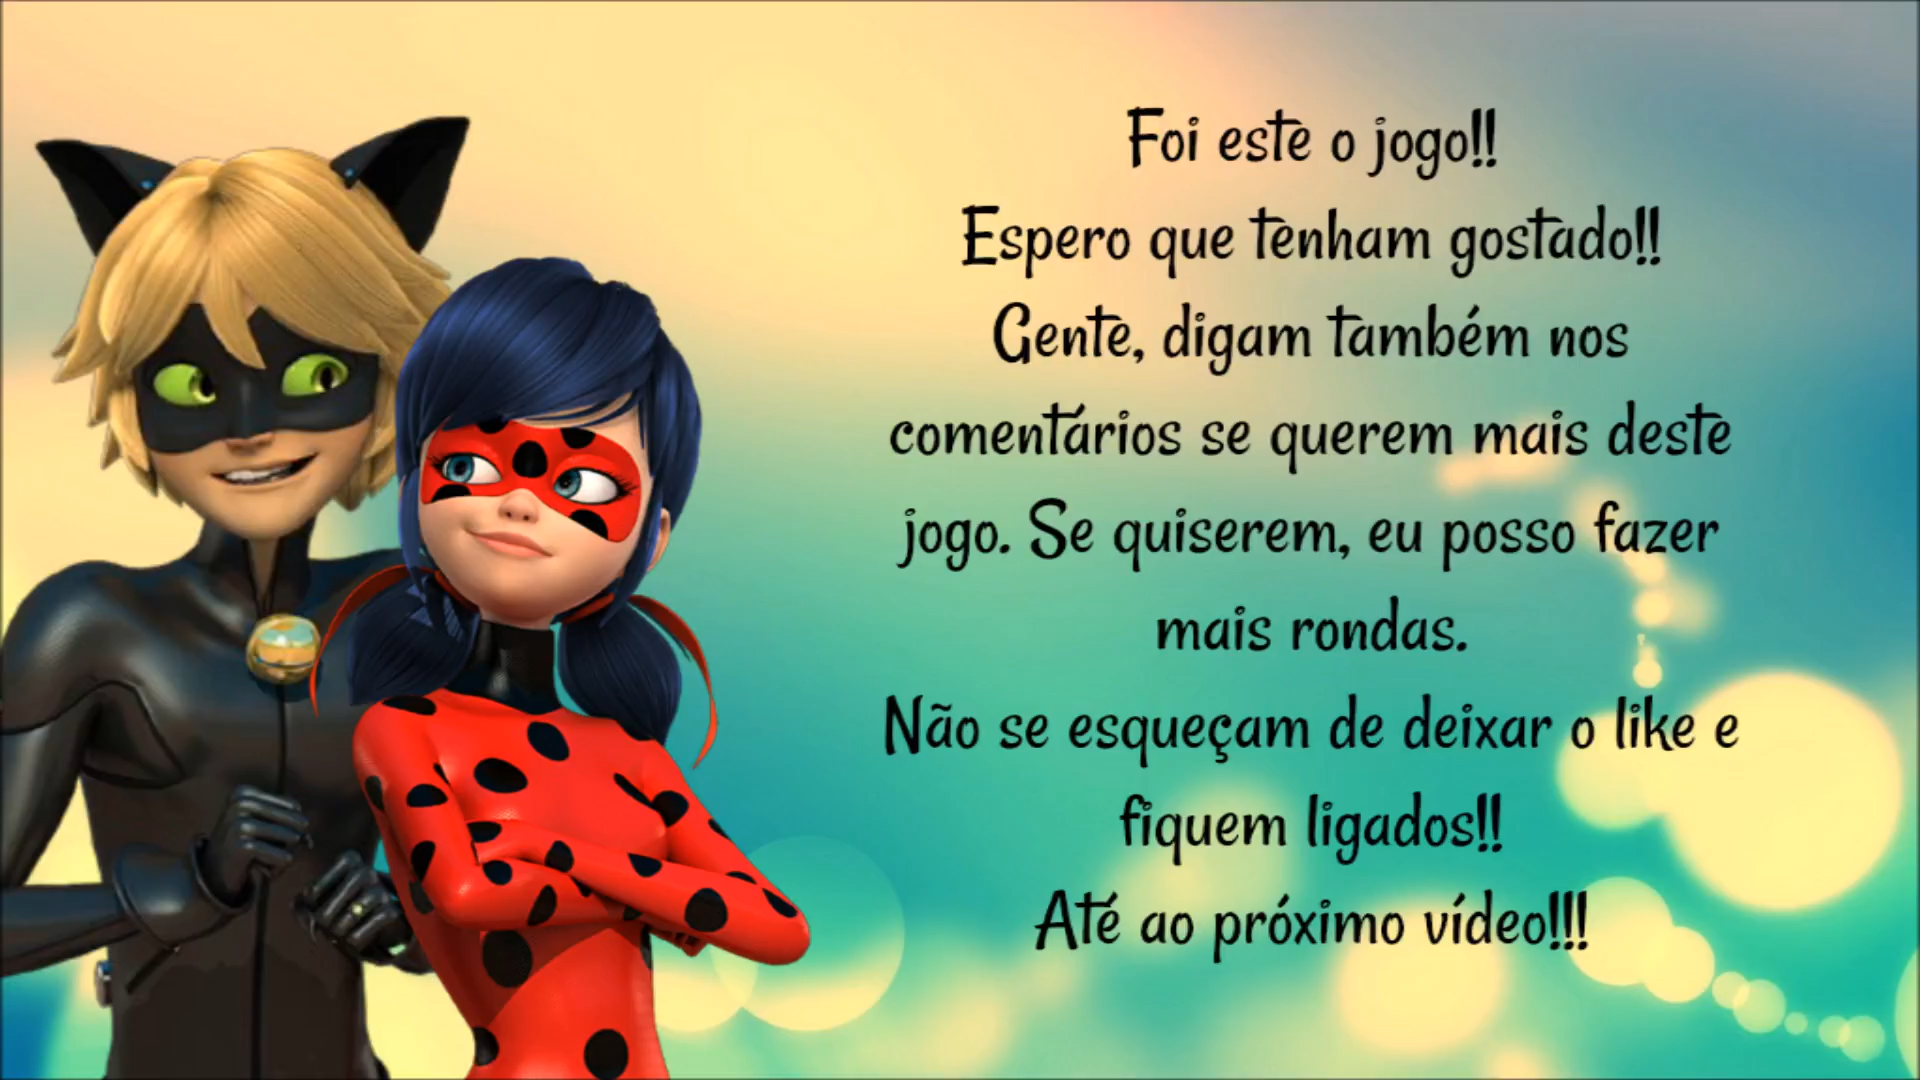 Foi este o jogo!!
Espero que tenham gostado!!
Gente, digam também nos
comentários se querem mais deste
jogo. Se quiserem, eu posso fazer
mais rondas.
Não se esqueçam de deixar o like e
fiquem ligados!!
Até ao próximo vídeo!!!